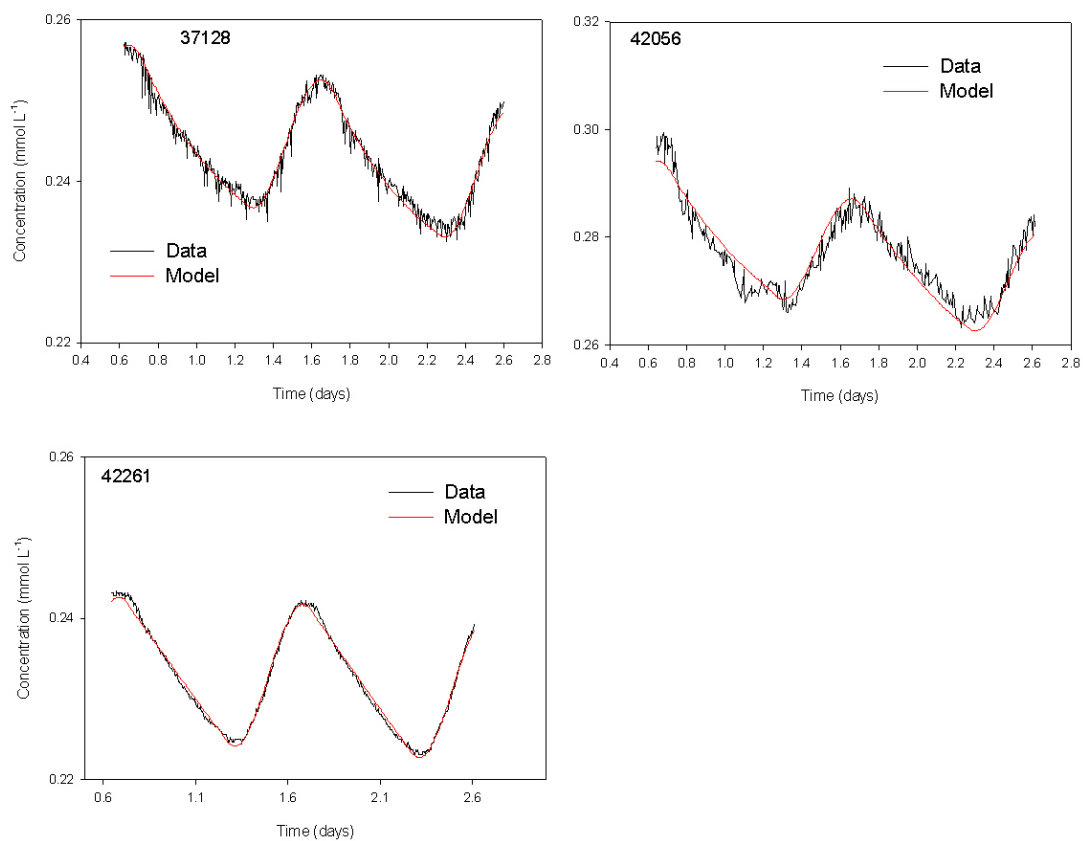 37128
0.26
0.24
0.22
Concentration (mmol L-1)
Data
Model
0.4 0.6 0.8 1.0 1.2 1.4 1.6 1.8 2.0 2.2 2.4 2.6 2.8
Time (days)
42056
0.32
0.30
0.28
0.26
Data
Model
0.4 0.6 0.8 1.0 1.2 1.4 1.6 1.8 2.0 2.2 2.4 2.6 2.8
Time (days)
42261
0.26
0.24
0.22
Concentration (mmol L-1)
Data
Model
0.6 1.1 1.6 2.1 2.6
Time (days)